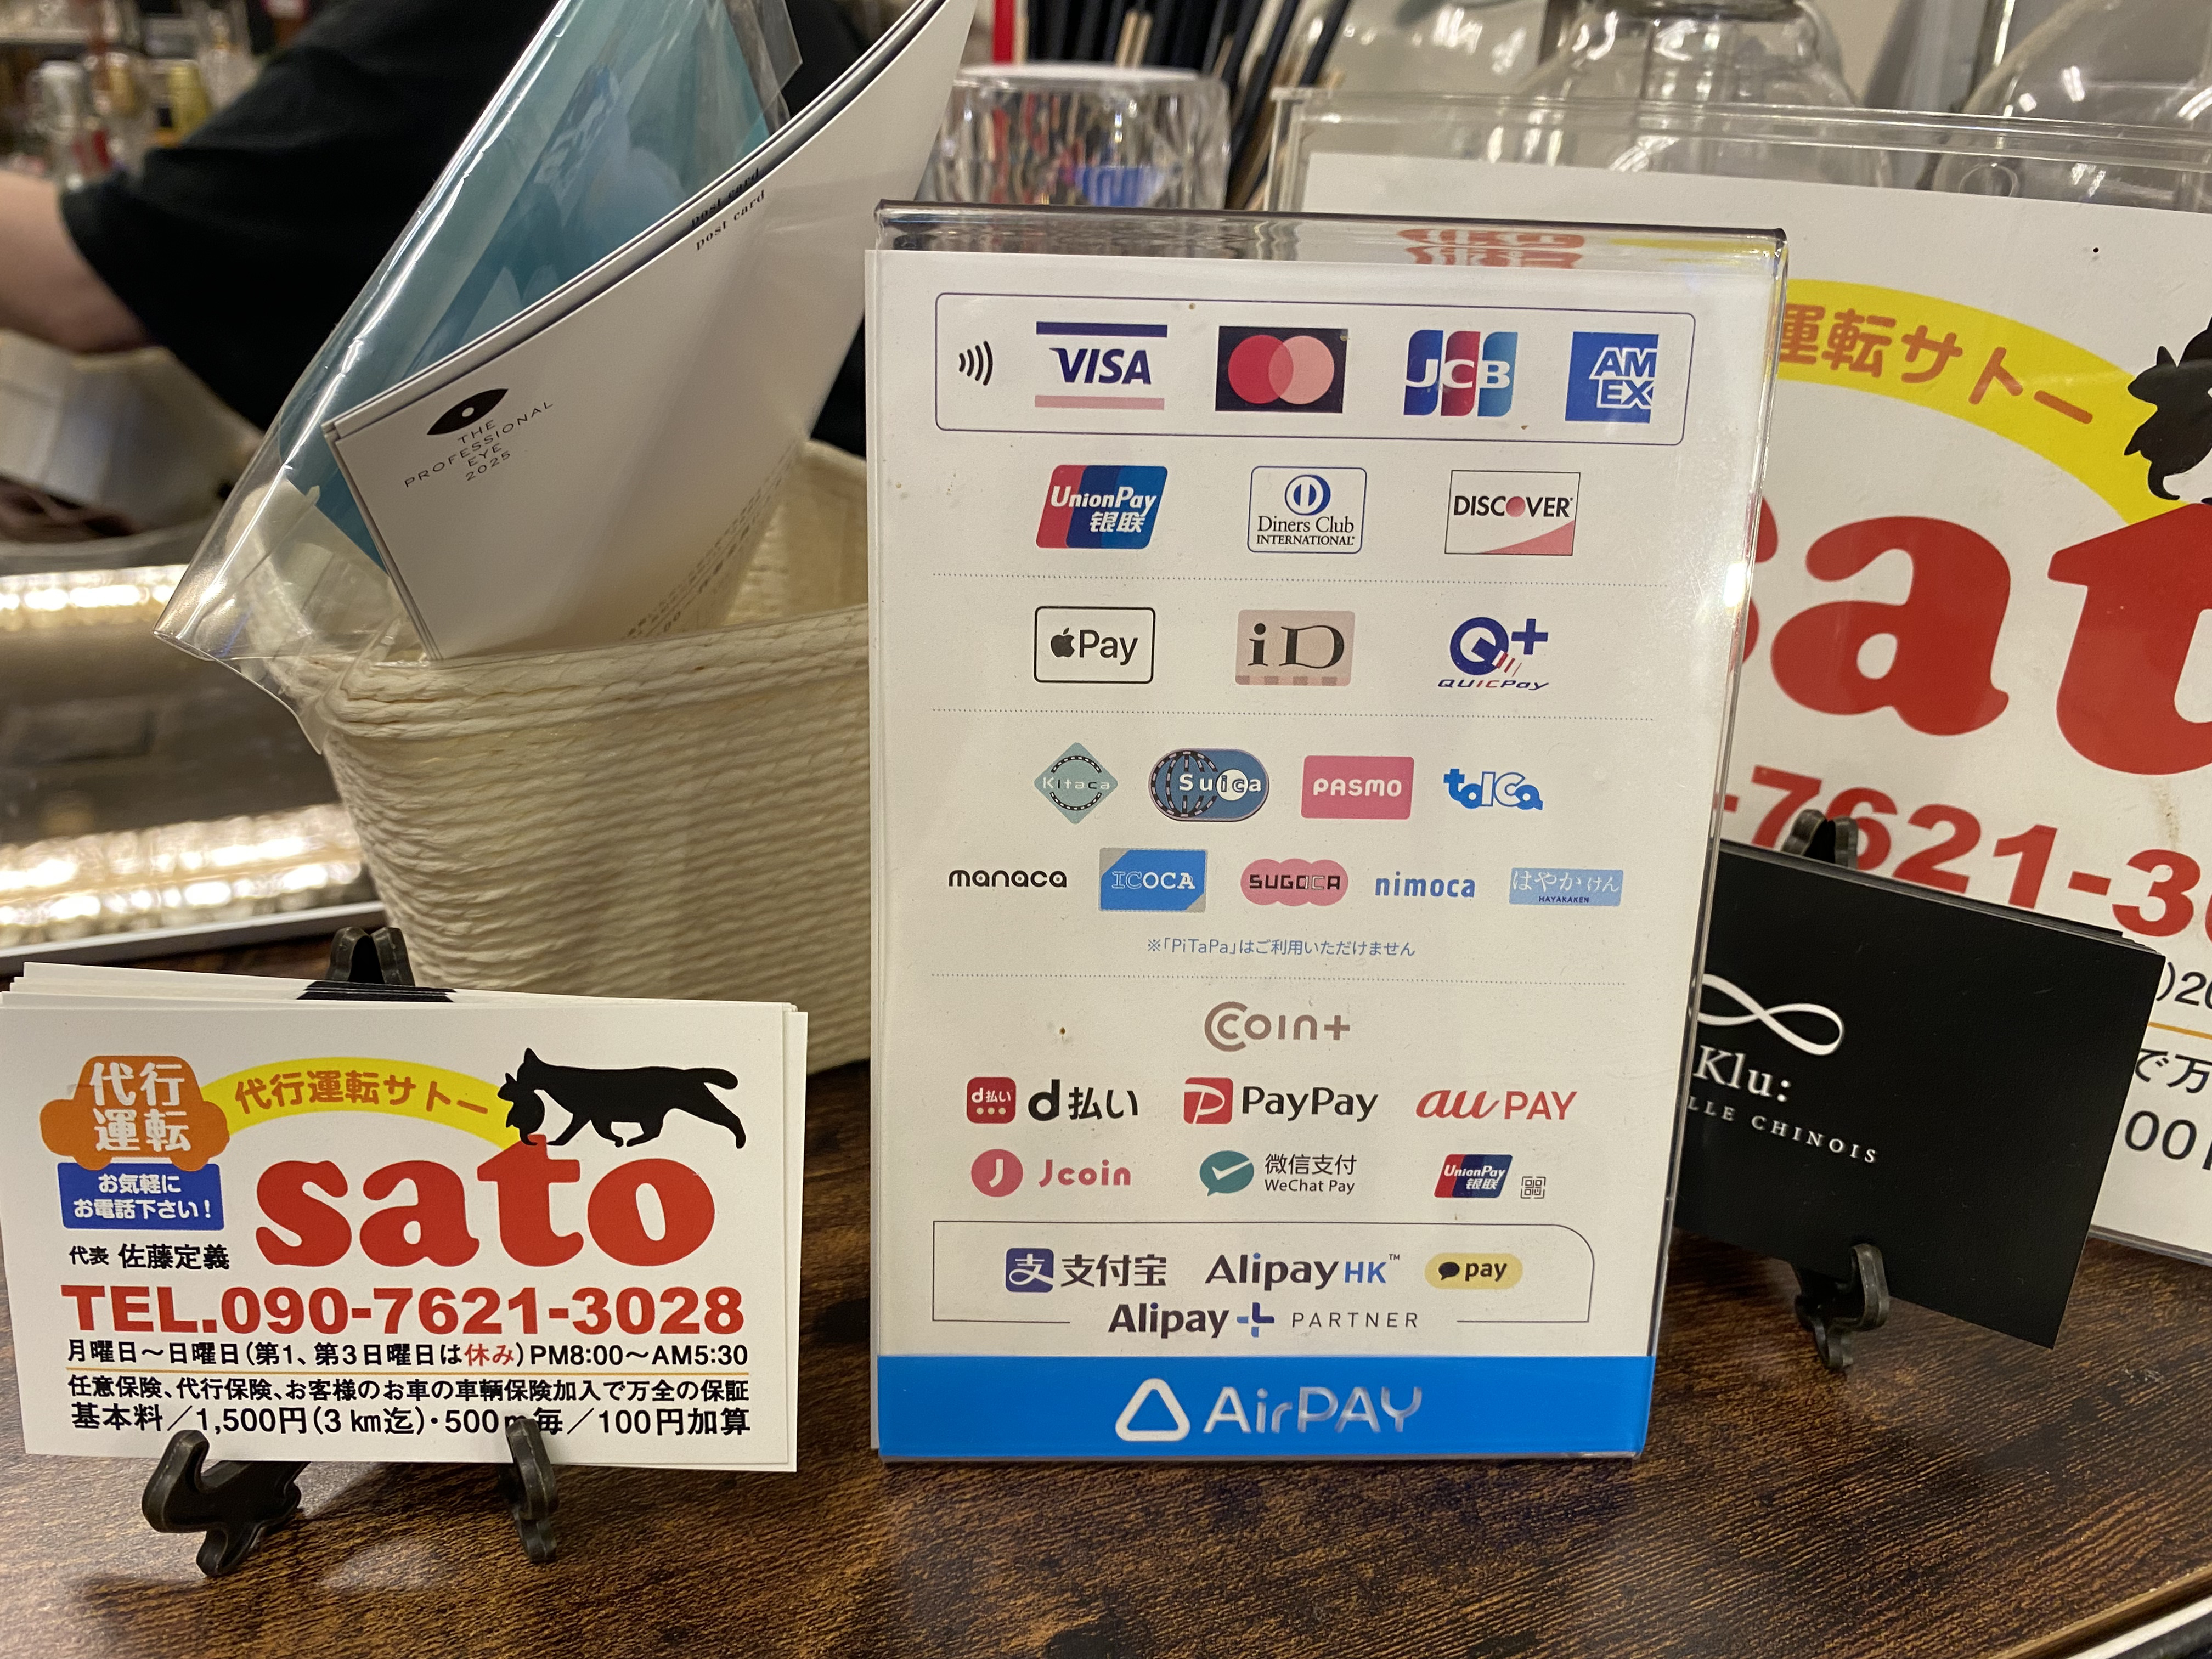 post card
post card
THE
PROFESSIONAL
EYE
2025
VISA
JCB
AM
EX
UnionPay
银联
Diners Club
INTERNATIONAL
DISCOVER
Pay
iD
Q+
QUICPay
Kitaca
Suica
PASMO
toICa
manaca
ICOCA
SUGOCA
nimoca
はやかけん
HAYAKAKEN
※「PiTaPa」はご利用いただけません
Coin+
d払い
d払い
PayPay
au PAY
J
Jcoin
微信支付
WeChat Pay
UnionPay
银联
支
支付宝
AlipayHK™
pay
Alipay+ PARTNER
AirPAY
代行
運転
代行運転サトー
お気軽に
お電話下さい!
sato
代表 佐藤定義
TEL.090-7621-3028
月曜日〜日曜日(第1、第3日曜日は休み)PM8:00〜AM5:30
任意保険、代行保険、お客様のお車の車輌保険加入で万全の保証
基本料/1,500円(3㎞迄)・500m毎/100円加算
運転サトー
sat
-7621-3
)20
で万
00
Klu:
LLE CHINOIS